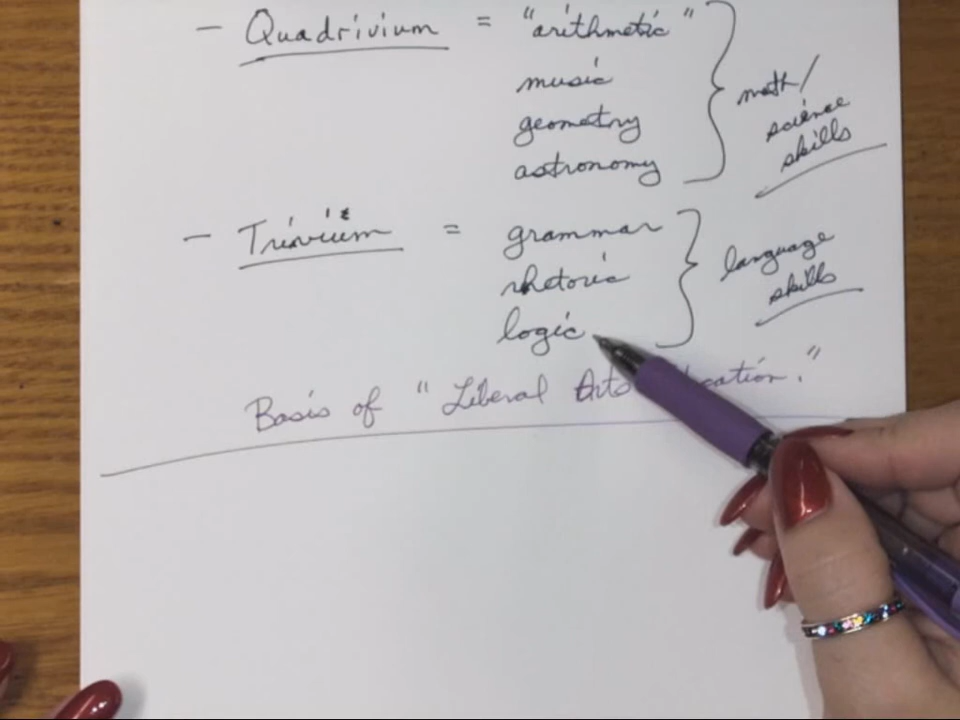 - Quadrivium = "arithmetic"
music
geometry
astronomy
math/
science
skills
- Trivium = grammar
rhetoric
logic
language
skills
Basis of "Liberal Arts